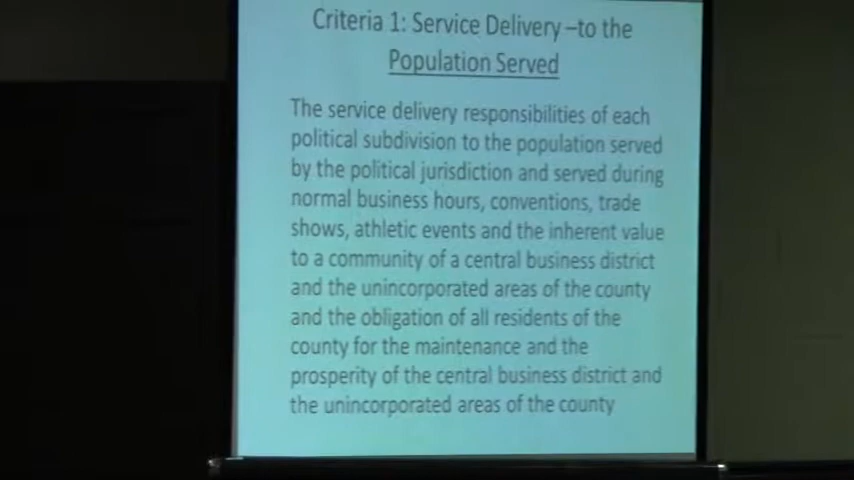 Criteria 1: Service Delivery –to the
Population Served
The service delivery responsibilities of each
political subdivision to the population served
by the political jurisdiction and served during
normal business hours, conventions, trade
shows, athletic events and the inherent value
to a community of a central business district
and the unincorporated areas of the county
and the obligation of all residents of the
county for the maintenance and the
prosperity of the central business district and
the unincorporated areas of the county